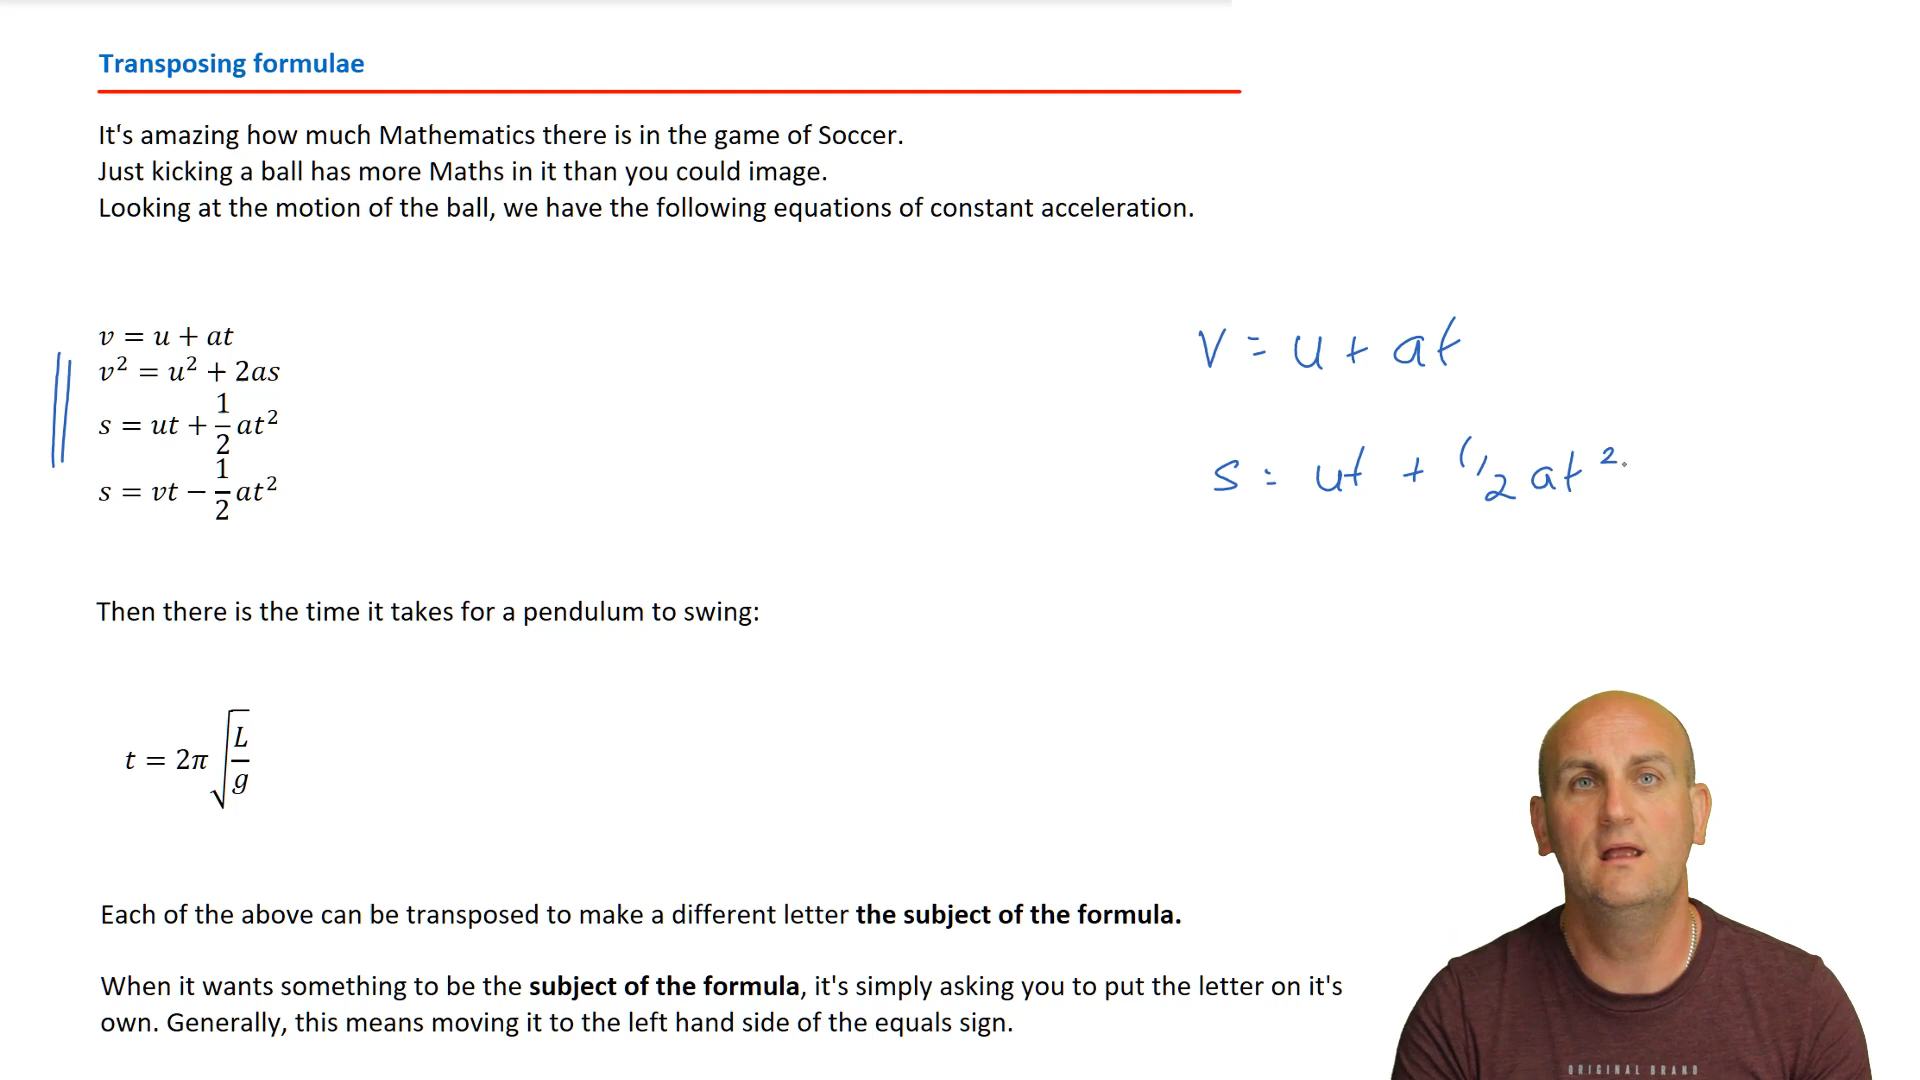 Transposing formulae
It's amazing how much Mathematics there is in the game of Soccer.
Just kicking a ball has more Maths in it than you could image.
Looking at the motion of the ball, we have the following equations of constant acceleration.
v = u + at
v² = u² + 2as
s = ut + 1/2 at²
s = vt − 1/2 at²
v = u + at
s = ut + 1/2 at²
Then there is the time it takes for a pendulum to swing:
t = 2π√(L/g)
Each of the above can be transposed to make a different letter the subject of the formula.
When it wants something to be the subject of the formula, it's simply asking you to put the letter on it's
own. Generally, this means moving it to the left hand side of the equals sign.
ORIGINAL BRAND